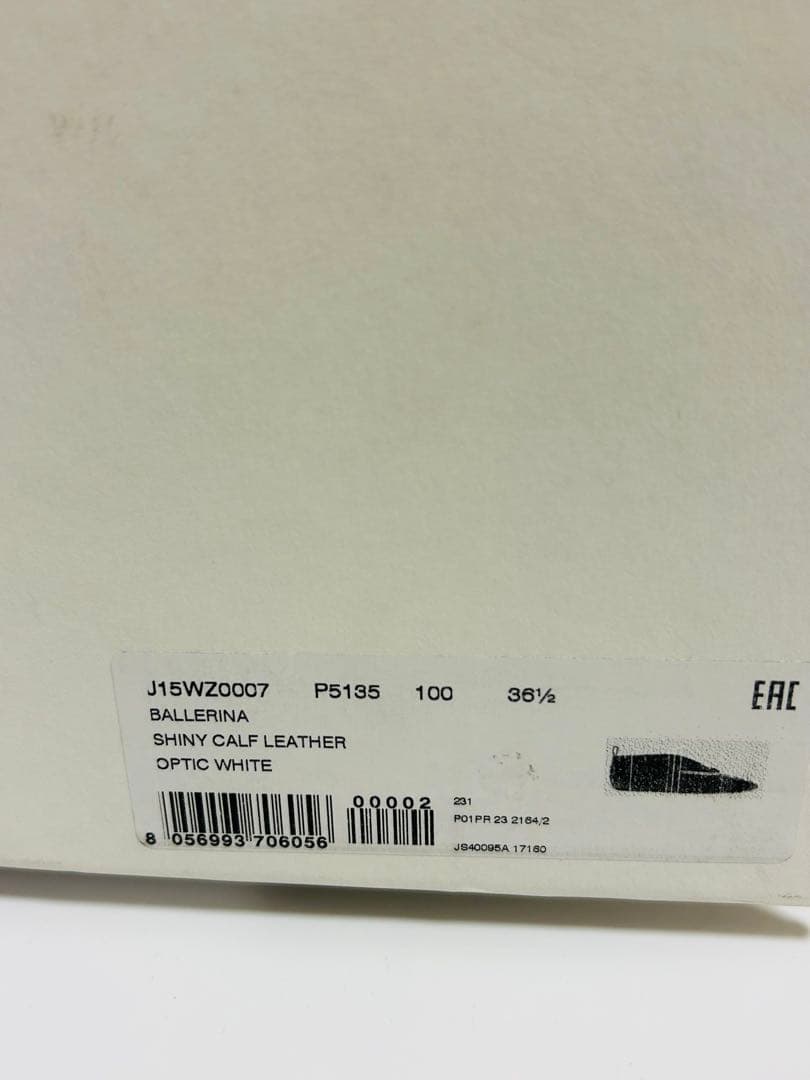 J15WZ0007 P5135 100 36½ EAC
BALLERINA
SHINY CALF LEATHER
OPTIC WHITE
00002
8 056993 706056
231
P01PR 23 2164/2
JS40095A 17160